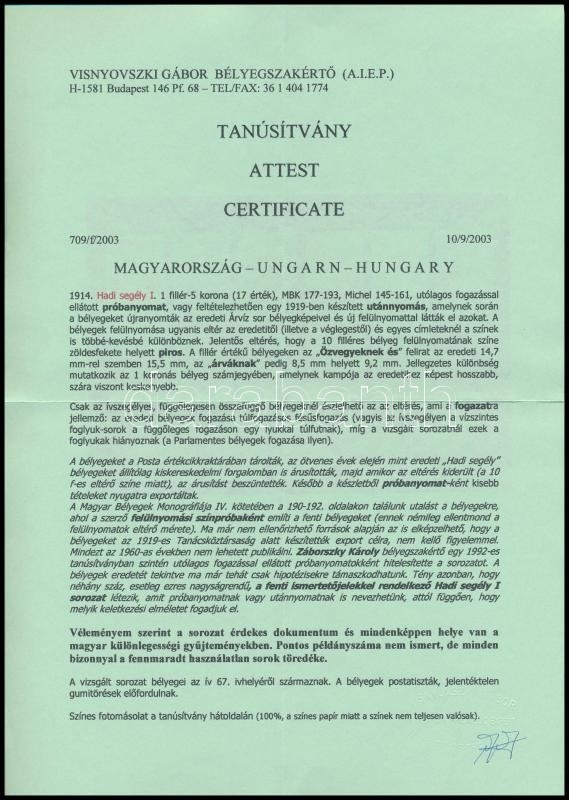 VISNYOVSZKI GÁBOR BÉLYEGSZAKÉRTŐ (A.I.E.P.)
H-1581 Budapest 146 Pf. 68 – TEL/FAX: 36 1 404 1774
TANÚSÍTVÁNY
ATTEST
CERTIFICATE
709/f/2003 10/9/2003
MAGYARORSZÁG – UNGARN – HUNGARY
1914. Hadi segély I. 1 fillér-5 korona (17 érték), MBK 177-193, Michel 145-161, utólagos fogazással
ellátott próbanyomat, vagy feltételezhetően egy 1919-ben készített utánnyomás, amelynek során
a bélyegeket újranyomták az eredeti Árvíz sor bélyegképeivel és új felülnyomattal látták el azokat. A
bélyegek felülnyomása ugyanis eltér az eredetitől (illetve a véglegestől) és egyes címleteknél a színek
is többé-kevésbé különböznek. Jelentős eltérés, hogy a 10 filléres bélyeg felülnyomatának színe
zöldesfekete helyett piros. A fillér értékű bélyegeken az „Özvegyeknek és" felirat az eredeti 14,7
mm-rel szemben 15,5 mm, az „árváknak" pedig 8,5 mm helyett 9,2 mm. Jellegzetes különbség
mutatkozik az 1 koronás bélyeg számjegyében, amelynek kampója az eredetiképest hosszabb,
szára viszont keskenyebb.
Csak az ívszegélyes, függőlegesen összefüggő bélyegeknél észlelhető az az eltérés, ami a fogazatra
jellemző: az eredeti bélyegek fogazási túlfogazásos fésűsfogazás (vagyis az ívszegélyen a vízszintes
foglyuk-sorok a függőleges fogazáson egy lyukkal túlfutnak), míg a vizsgált sorozatnál ezek a
foglyukak hiányoznak (a Parlamentes bélyegek fogazása ilyen).
A bélyegeket a Posta értékcikkraktárában tárolták, az ötvenes évek elején mint eredeti „Hadi segély"
bélyegeket állítólag kiskereskedelmi forgalomban is árusították, majd amikor az eltérés kiderült (a 10
f-es eltérő színe miatt), az árusítást beszüntették. Később a készletből próbanyomat-ként kisebb
tételeket nyugatra exportáltak.
A Magyar Bélyegek Monográfiája IV. kötetében a 190-192. oldalakon találunk utalást a bélyegekre,
ahol a szerző felülnyomási színpróbaként említi a fenti bélyegeket (ennek némileg ellentmond a
felülnyomatok eltérő mérete). Ma már nem ellenőrizhető források alapján az is elképzelhető, hogy a
bélyegeket az 1919-es Tanácsköztársaság alatt készítették export célra, nem kellő figyelemmel.
Mindezt az 1960-as években nem lehetett publikálni. Záborszky Károly bélyegszakértő egy 1992-es
tanúsítványban szintén utólagos fogazással ellátott próbanyomatokként hitelesítette a sorozatot. A
bélyegek eredetét tekintve ma már tehát csak hipotézisekre támaszkodhatunk. Tény azonban, hogy
néhány száz, esetleg ezres nagyságrendű, a fenti ismertetőjelekkel rendelkező Hadi segély I
sorozat létezik, amit próbanyomatnak vagy utánnyomatnak is nevezhetünk, attól függően, hogy
melyik keletkezési elméletet fogadjuk el.
Véleményem szerint a sorozat érdekes dokumentum és mindenképpen helye van a
magyar különlegességi gyűjteményekben. Pontos példányszáma nem ismert, de minden
bizonnyal a fennmaradt használatlan sorok töredéke.
A vizsgált sorozat bélyegei az ív 67. ívhelyéről származnak. A bélyegek postatiszták, jelentéktelen
gumitörések előfordulnak.
Színes fotomásolat a tanúsítvány hátoldalán (100%, a színes papír miatt a színek nem teljesen valósak).
darabanth